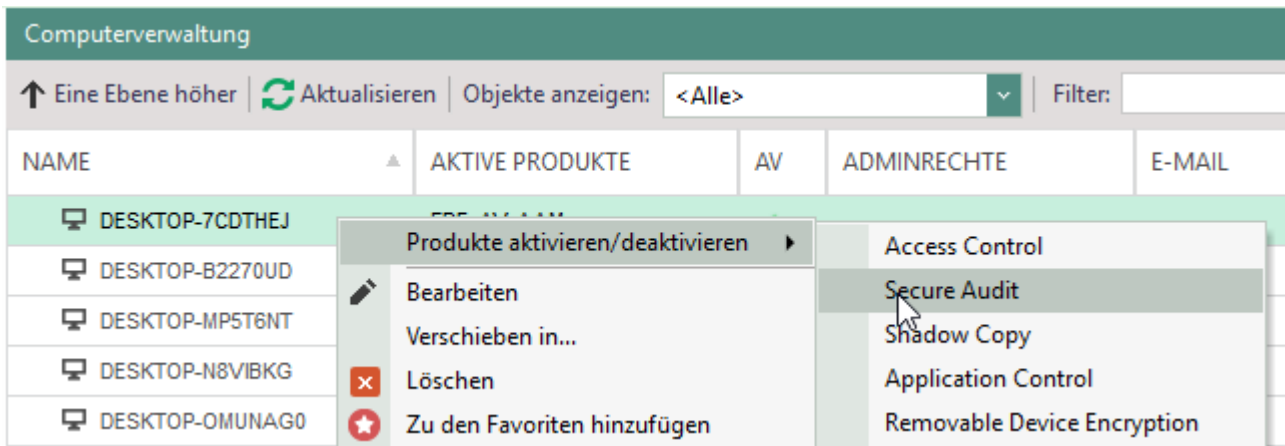 Computerverwaltung
Eine Ebene höher Aktualisieren Objekte anzeigen: <Alle> Filter:
NAME AKTIVE PRODUKTE AV ADMINRECHTE E-MAIL
DESKTOP-7CDTHEJ
Produkte aktivieren/deaktivieren Access Control
DESKTOP-B2270UD Bearbeiten Secure Audit
DESKTOP-MP5T6NT Verschieben in... Shadow Copy
DESKTOP-N8VIBKG Löschen Application Control
DESKTOP-OMUNAG0 Zu den Favoriten hinzufügen Removable Device Encryption